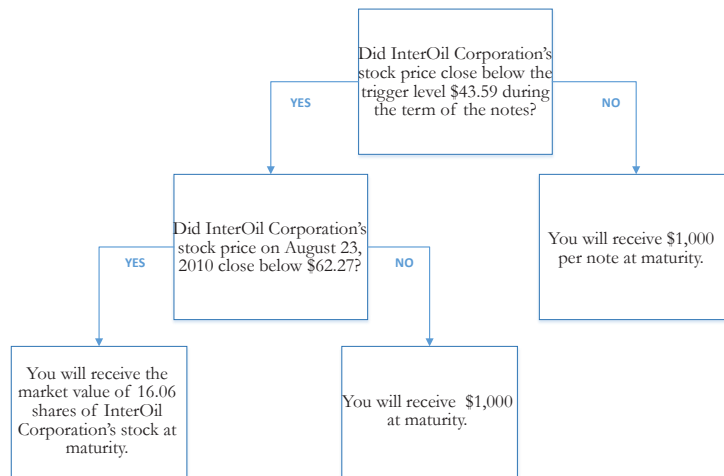 Did InterOil Corporation's
stock price close below the
trigger level $43.59 during
the term of the notes?
YES
NO
Did InterOil Corporation's
stock price on August 23,
2010 close below $62.27?
You will receive $1,000
per note at maturity.
YES
NO
You will receive the
market value of 16.06
shares of InterOil
Corporation's stock at
maturity.
You will receive $1,000
at maturity.